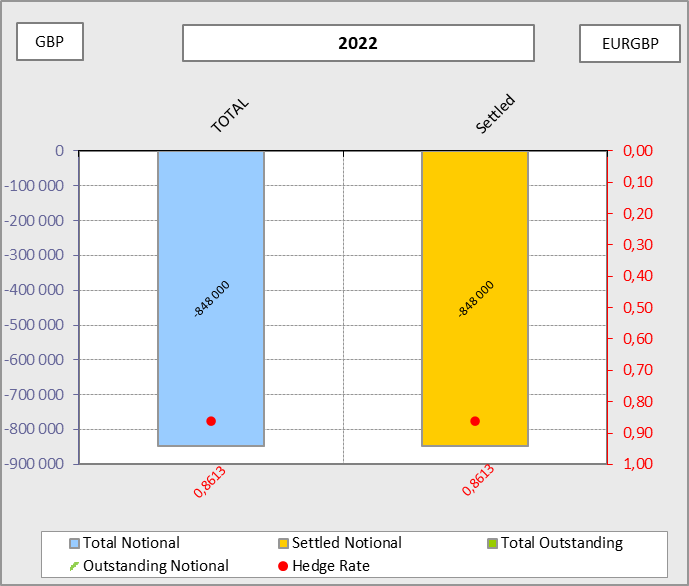 GBP
2022
EURGBP
TOTAL
Settled
0
-100 000
-200 000
-300 000
-400 000
-500 000
-600 000
-700 000
-800 000
-900 000
-848 000
-848 000
0,00
0,10
0,20
0,30
0,40
0,50
0,60
0,70
0,80
0,90
1,00
0,8613
0,8613
Total Notional
Settled Notional
Total Outstanding
Outstanding Notional
Hedge Rate